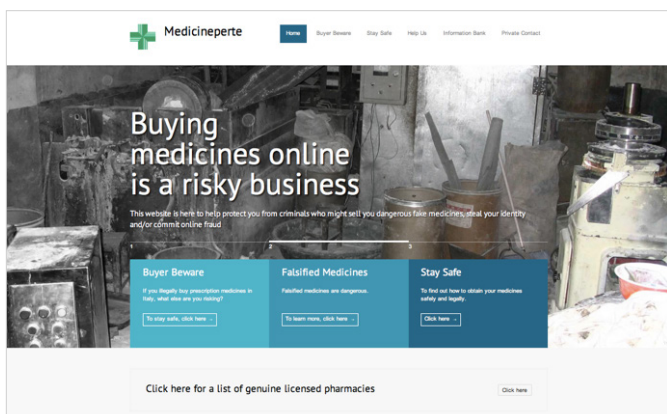 Medicineperte
Home Buyer Beware Stay Safe Help Us Information Bank Private Contact
Buying
medicines online
is a risky business
This website is here to help protect you from criminals who might sell you dangerous fake medicines, steal your identity
and/or commit online fraud
1 2 3
Buyer Beware
If you illegally buy prescription medicines in
Italy, what else are you risking?
To stay safe, click here →
Falsified Medicines
Falsified medicines are dangerous.
To learn more, click here →
Stay Safe
To find out how to obtain your medicines
safely and legally.
Click here →
Click here for a list of genuine licensed pharmacies
Click here